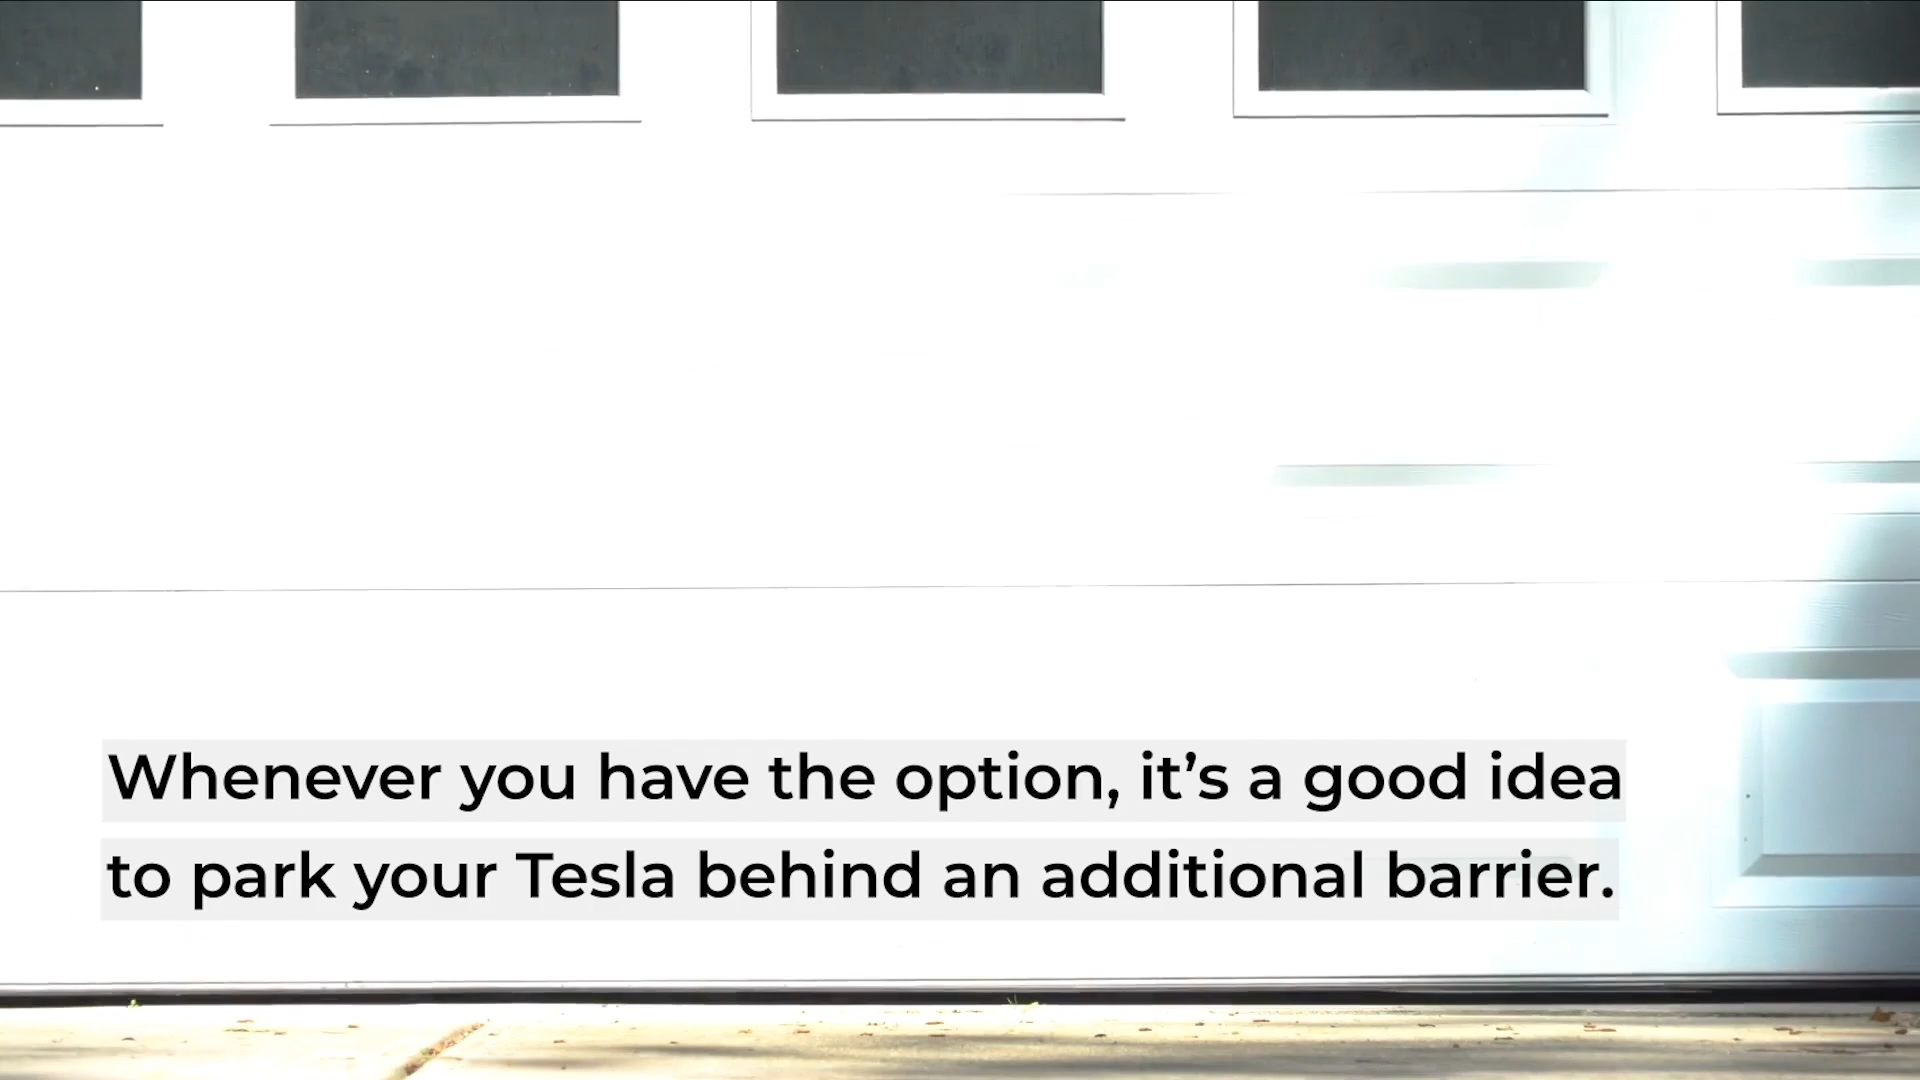 Whenever you have the option, it’s a good idea
to park your Tesla behind an additional barrier.